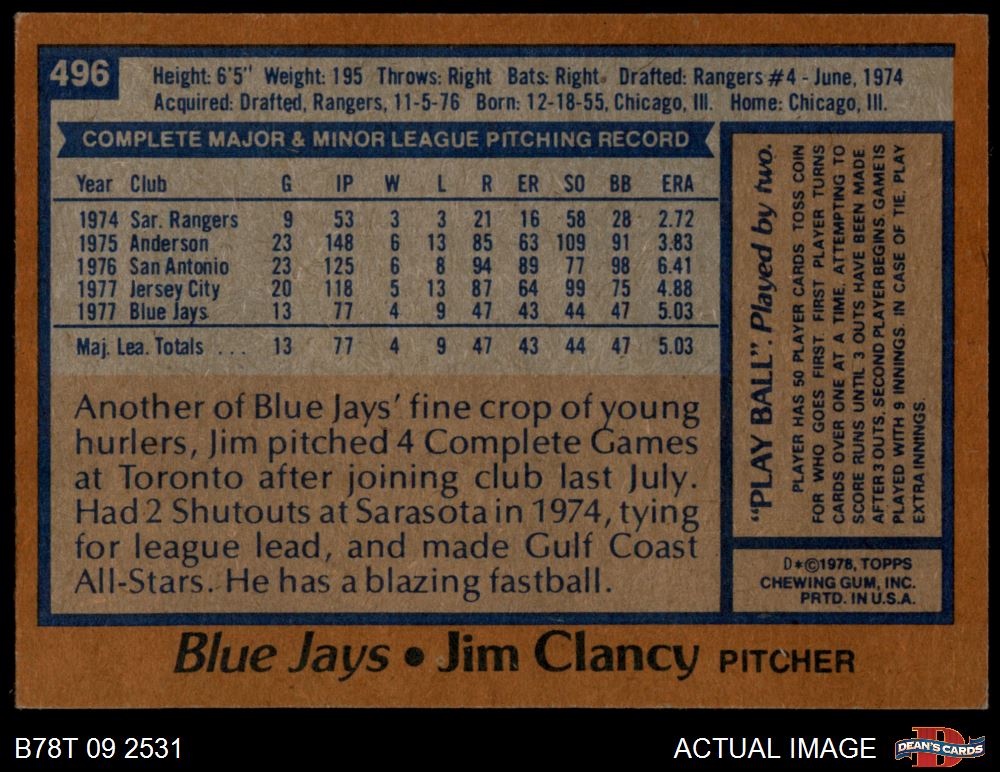 496
Height: 6'5" Weight: 195 Throws: Right Bats: Right Drafted: Rangers #4 - June, 1974
Acquired: Drafted, Rangers, 11-5-76 Born: 12-18-55, Chicago, Ill. Home: Chicago, Ill.
COMPLETE MAJOR & MINOR LEAGUE PITCHING RECORD
Year Club G IP W L R ER SO BB ERA
1974 Sar. Rangers 9 53 3 3 21 16 58 28 2.72
1975 Anderson 23 148 6 13 85 63 109 91 3.83
1976 San Antonio 23 125 6 8 94 89 77 98 6.41
1977 Jersey City 20 118 5 13 87 64 99 75 4.88
1977 Blue Jays 13 77 4 9 47 43 44 47 5.03
Maj. Lea. Totals ... 13 77 4 9 47 43 44 47 5.03
Another of Blue Jays' fine crop of young
hurlers, Jim pitched 4 Complete Games
at Toronto after joining club last July.
Had 2 Shutouts at Sarasota in 1974, tying
for league lead, and made Gulf Coast
All-Stars. He has a blazing fastball.
"PLAY BALL". Played by two.
PLAYER HAS 50 PLAYER CARDS TOSS COIN
FOR WHO GOES FIRST. FIRST PLAYER TURNS
CARDS OVER ONE AT A TIME, ATTEMPTING TO
SCORE RUNS UNTIL 3 OUTS HAVE BEEN MADE
AFTER 3 OUTS, SECOND PLAYER BEGINS GAME IS
PLAYED WITH 9 INNINGS. IN CASE OF TIE, PLAY
EXTRA INNINGS.
D*©1978, TOPPS
CHEWING GUM, INC.
PRTD. IN U.S.A.
Blue Jays • Jim Clancy PITCHER
B78T 09 2531
ACTUAL IMAGE
DEAN'S CARDS